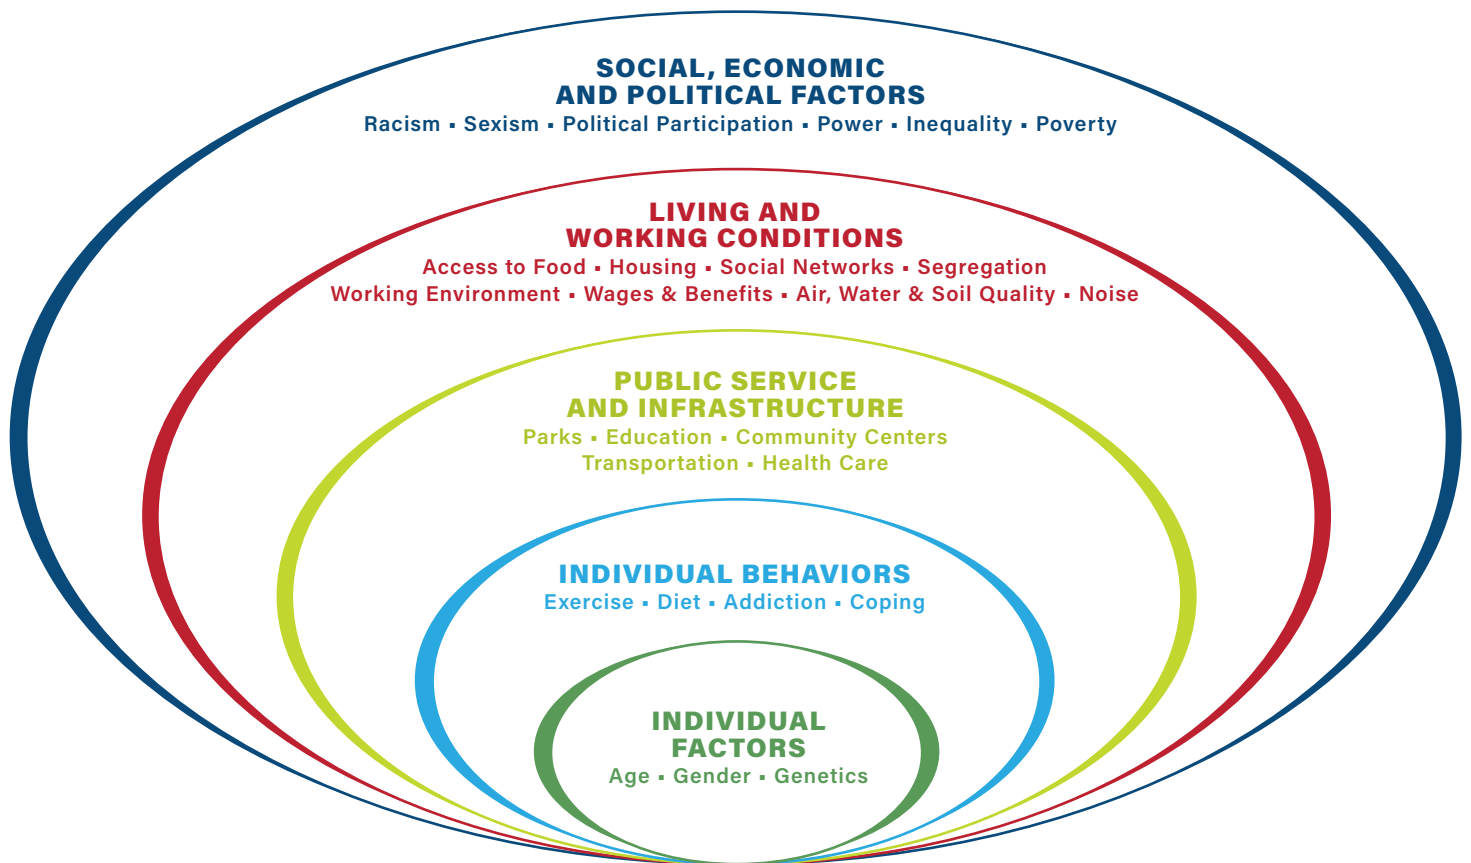 SOCIAL, ECONOMIC
AND POLITICAL FACTORS
Racism ▪ Sexism ▪ Political Participation ▪ Power ▪ Inequality ▪ Poverty
LIVING AND
WORKING CONDITIONS
Access to Food ▪ Housing ▪ Social Networks ▪ Segregation
Working Environment ▪ Wages & Benefits ▪ Air, Water & Soil Quality ▪ Noise
PUBLIC SERVICE
AND INFRASTRUCTURE
Parks ▪ Education ▪ Community Centers
Transportation ▪ Health Care
INDIVIDUAL BEHAVIORS
Exercise ▪ Diet ▪ Addiction ▪ Coping
INDIVIDUAL
FACTORS
Age ▪ Gender ▪ Genetics